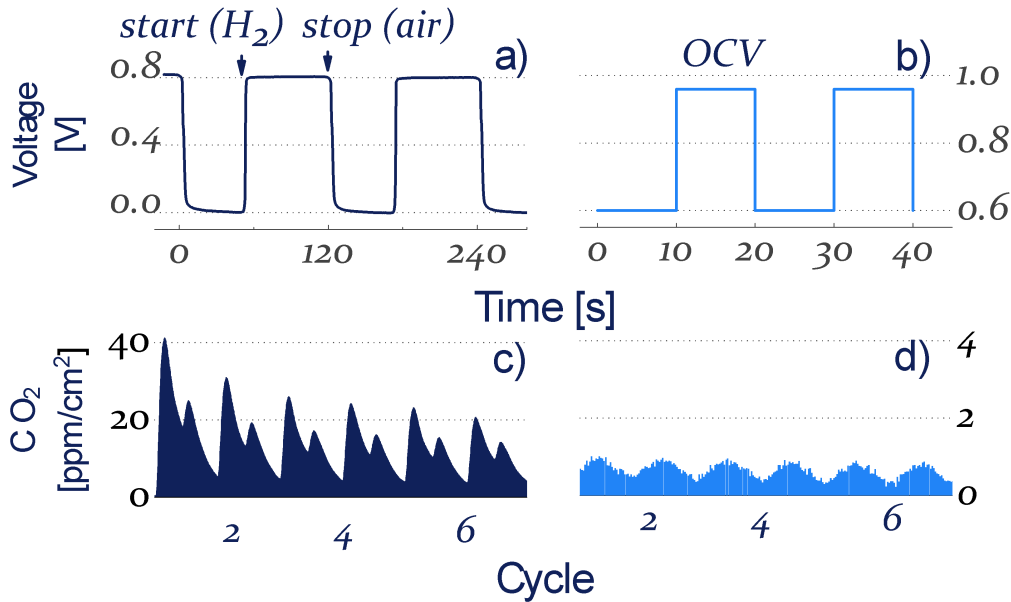 start (H2) stop (air)
a)
Voltage
[V]
0.8
0.4
0.0
0 120 240
OCV
b)
1.0
0.8
0.6
0 10 20 30 40
Time [s]
CO2
[ppm/cm2]
40
20
0
c)
2 4 6
d)
4
2
0
2 4 6
Cycle